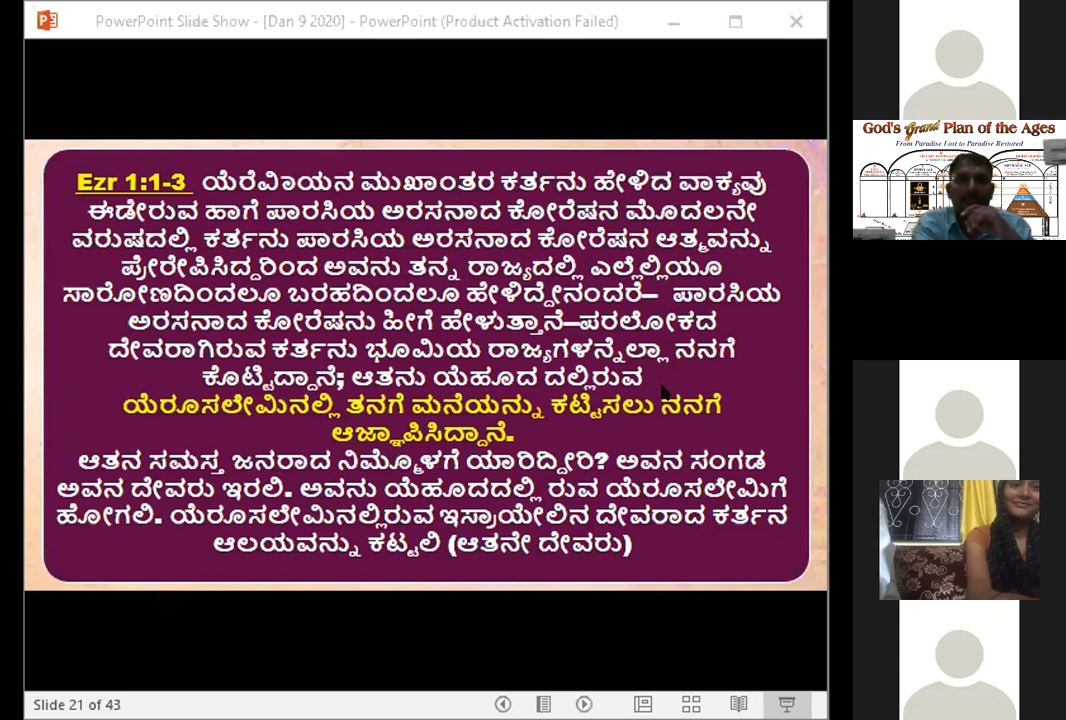 PowerPoint Slide Show - [Dan 9 2020] - PowerPoint (Product Activation Failed)
Ezr 1:1-3 ಯೆರೆವಿಾಯನ ಮುಖಾಂತರ ಕರ್ತನು ಹೇಳಿದ ವಾಕ್ಯವು
ಈಡೇರುವ ಹಾಗೆ ಪಾರಸಿಯ ಅರಸನಾದ ಕೋರೆಷನ ಮೊದಲನೇ
ವರುಷದಲ್ಲಿ ಕರ್ತನು ಪಾರಸಿಯ ಅರಸನಾದ ಕೋರೆಷನ ಆತ್ಮವನ್ನು
ಪ್ರೇರೇಪಿಸಿದ್ದರಿಂದ ಅವನು ತನ್ನ ರಾಜ್ಯದಲ್ಲಿ ಎಲ್ಲೆಲ್ಲಿಯೂ
ಸಾರೋಣದಿಂದಲೂ ಬರಹದಿಂದಲೂ ಹೇಳಿದ್ದೇನಂದರೆ– ಪಾರಸಿಯ
ಅರಸನಾದ ಕೋರೆಷನು ಹೀಗೆ ಹೇಳುತ್ತಾನೆ–ಪರಲೋಕದ
ದೇವರಾಗಿರುವ ಕರ್ತನು ಭೂಮಿಯ ರಾಜ್ಯಗಳನ್ನೆಲ್ಲಾ ನನಗೆ
ಕೊಟ್ಟಿದ್ದಾನೆ; ಆತನು ಯೆಹೂದ ದಲ್ಲಿರುವ
ಯೆರೂಸಲೇಮಿನಲ್ಲಿ ತನಗೆ ಮನೆಯನ್ನು ಕಟ್ಟಿಸಲು ನನಗೆ
ಆಜ್ಞಾಪಿಸಿದ್ದಾನೆ.
ಆತನ ಸಮಸ್ತ ಜನರಾದ ನಿಮ್ಮೊಳಗೆ ಯಾರಿದ್ದೀರಿ? ಅವನ ಸಂಗಡ
ಅವನ ದೇವರು ಇರಲಿ. ಅವನು ಯೆಹೂದದಲ್ಲಿ ರುವ ಯೆರೂಸಲೇಮಿಗೆ
ಹೋಗಲಿ. ಯೆರೂಸಲೇಮಿನಲ್ಲಿರುವ ಇಸ್ರಾಯೇಲಿನ ದೇವರಾದ ಕರ್ತನ
ಆಲಯವನ್ನು ಕಟ್ಟಲಿ (ಆತನೇ ದೇವರು)
Slide 21 of 43
God's Grand Plan of the Ages
From Paradise Lost to Paradise Restored